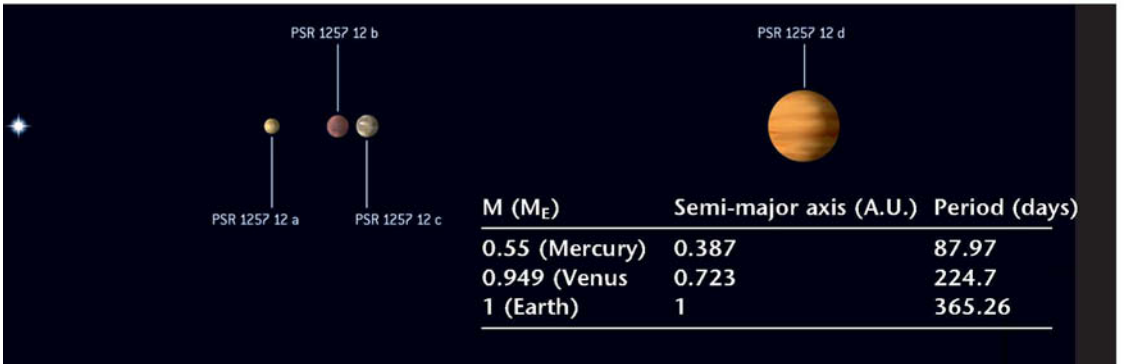 PSR 1257 12 b
PSR 1257 12 d
PSR 1257 12 a
PSR 1257 12 c
M (ME) Semi-major axis (A.U.) Period (days)
0.55 (Mercury) 0.387 87.97
0.949 (Venus 0.723 224.7
1 (Earth) 1 365.26